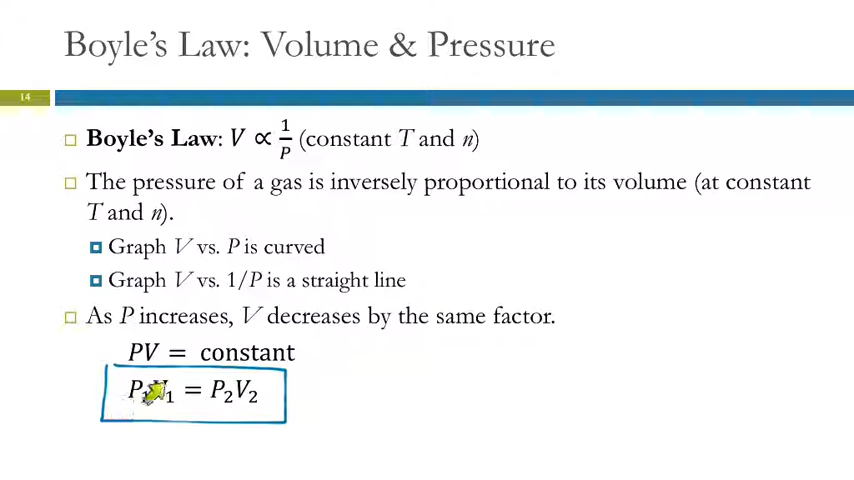 Boyle's Law: Volume & Pressure
14
Boyle's Law: V ∝ 1/P (constant T and n)
The pressure of a gas is inversely proportional to its volume (at constant
T and n).
Graph V vs. P is curved
Graph V vs. 1/P is a straight line
As P increases, V decreases by the same factor.
PV = constant
P₁V₁ = P₂V₂